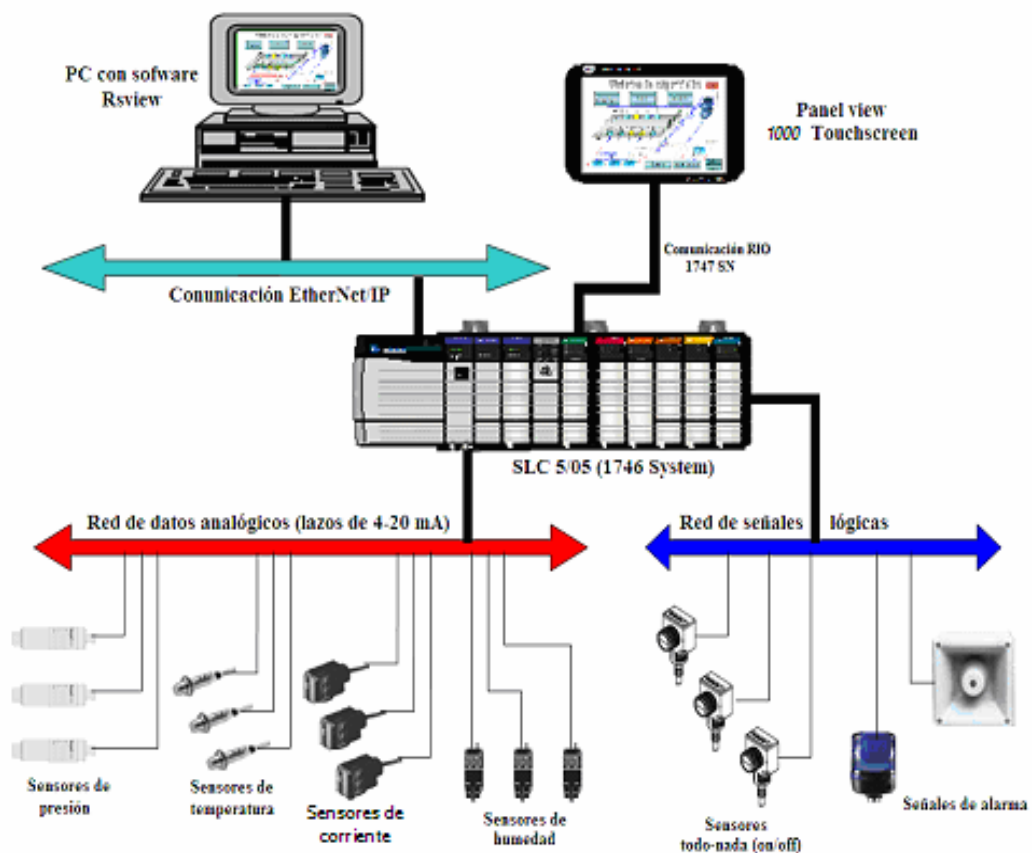 PC con sofware
Rsview
Panel view
1000 Touchscreen
Comunicación RIO
1747 SN
Conunicación EtherNet/IP
SLC 5/05 (1746 System)
Red de datos analógicos (lazos de 4-20 mA)
Red de señales lógicas
Sensores de
presión
Sensores de
temperatura
Sensores de
corriente
Sensores de
humedad
Sensores
todo-nada (on/off)
Señales de alarma